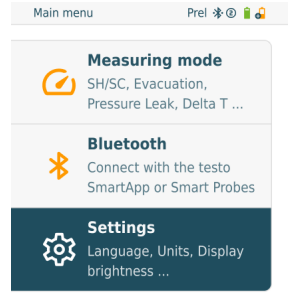 Main menu Prel ②
Measuring mode
SH/SC, Evacuation,
Pressure Leak, Delta T ...
Bluetooth
Connect with the testo
SmartApp or Smart Probes
Settings
Language, Units, Display
brightness ...